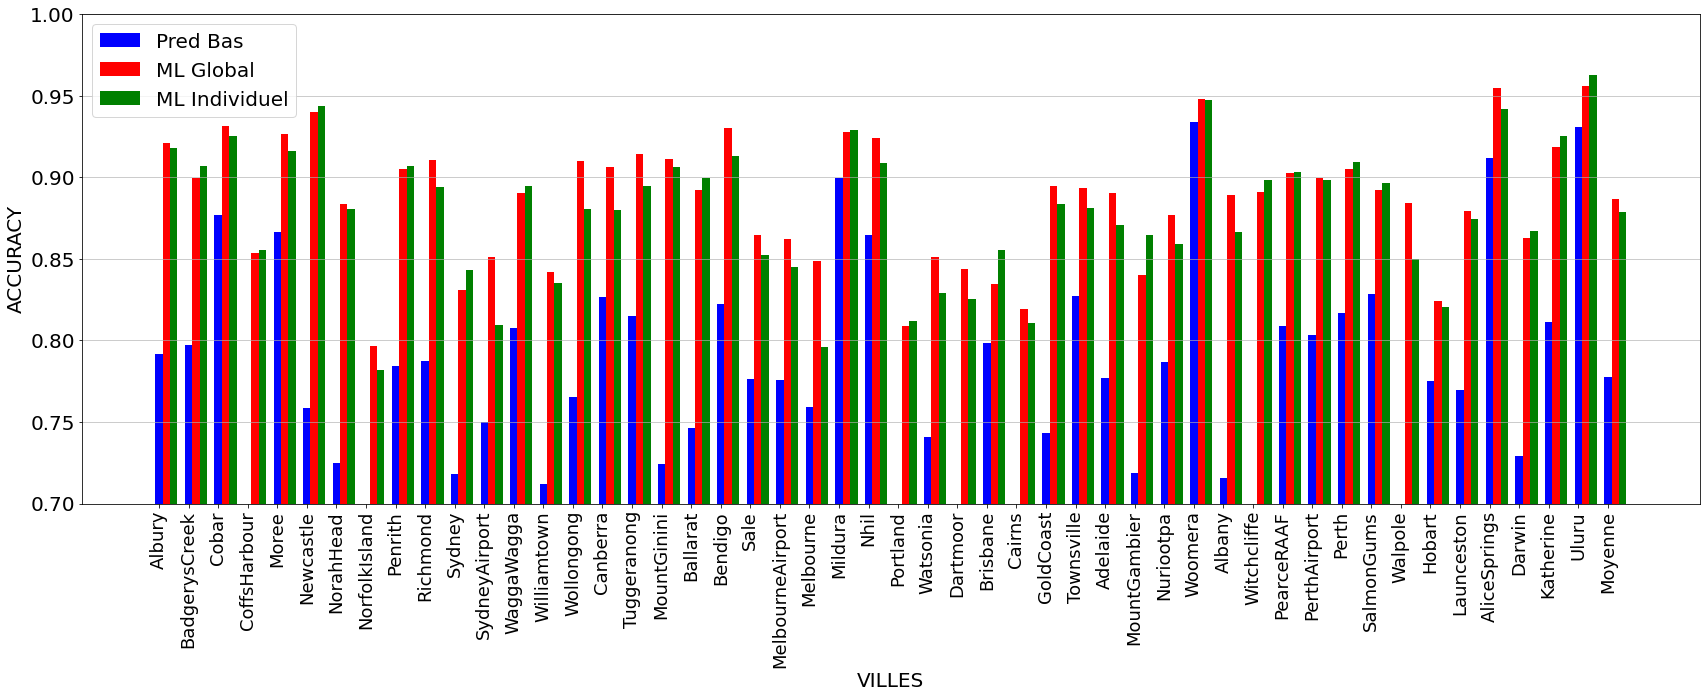 1.00
0.95
0.90
0.85
0.80
0.75
0.70
ACCURACY
Pred Bas
ML Global
ML Individuel
Albury
BadgerysCreek
Cobar
CoffsHarbour
Moree
Newcastle
NorahHead
NorfolkIsland
Penrith
Richmond
Sydney
SydneyAirport
WaggaWagga
Williamtown
Wollongong
Canberra
Tuggeranong
MountGinini
Ballarat
Bendigo
Sale
MelbourneAirport
Melbourne
Mildura
Nhil
Portland
Watsonia
Dartmoor
Brisbane
Cairns
GoldCoast
Townsville
Adelaide
MountGambier
Nuriootpa
Woomera
Albany
Witchcliffe
PearceRAAF
PerthAirport
Perth
SalmonGums
Walpole
Hobart
Launceston
AliceSprings
Darwin
Katherine
Uluru
Moyenne
VILLES